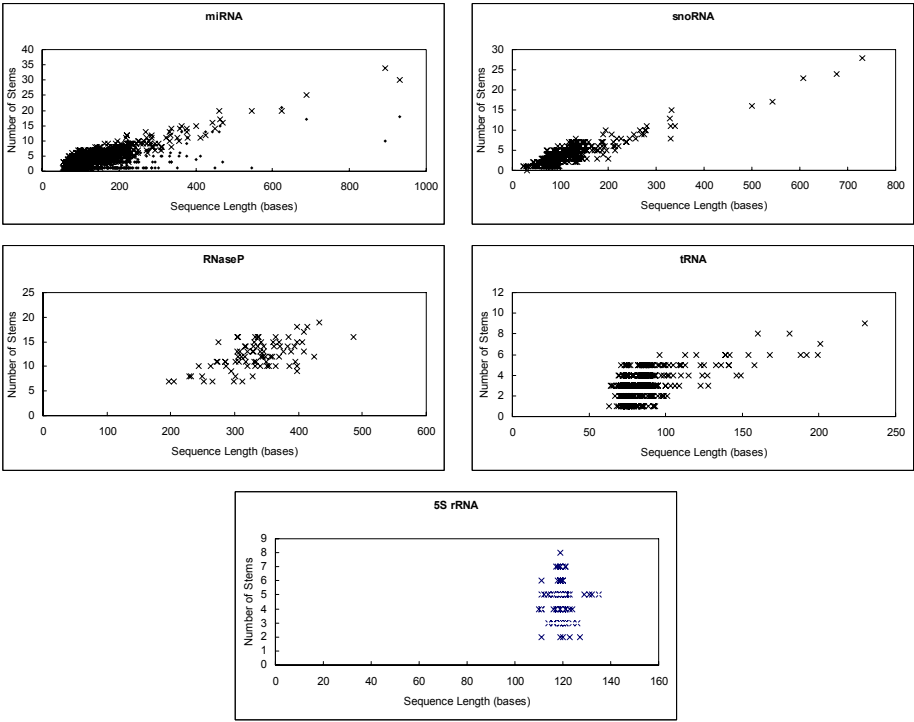 miRNA
Number of Stems
40
35
30
25
20
15
10
5
0
0 200 400 600 800 1000
Sequence Length (bases)
snoRNA
Number of Stems
30
25
20
15
10
5
0
0 100 200 300 400 500 600 700 800
Sequence Length (bases)
RNaseP
Number of Stems
25
20
15
10
5
0
0 100 200 300 400 500 600
Sequence Length (bases)
tRNA
Number of Stems
12
10
8
6
4
2
0
0 50 100 150 200 250
Sequence Length (bases)
5S rRNA
Number of Stems
9
8
7
6
5
4
3
2
1
0
0 20 40 60 80 100 120 140 160
Sequence Length (bases)